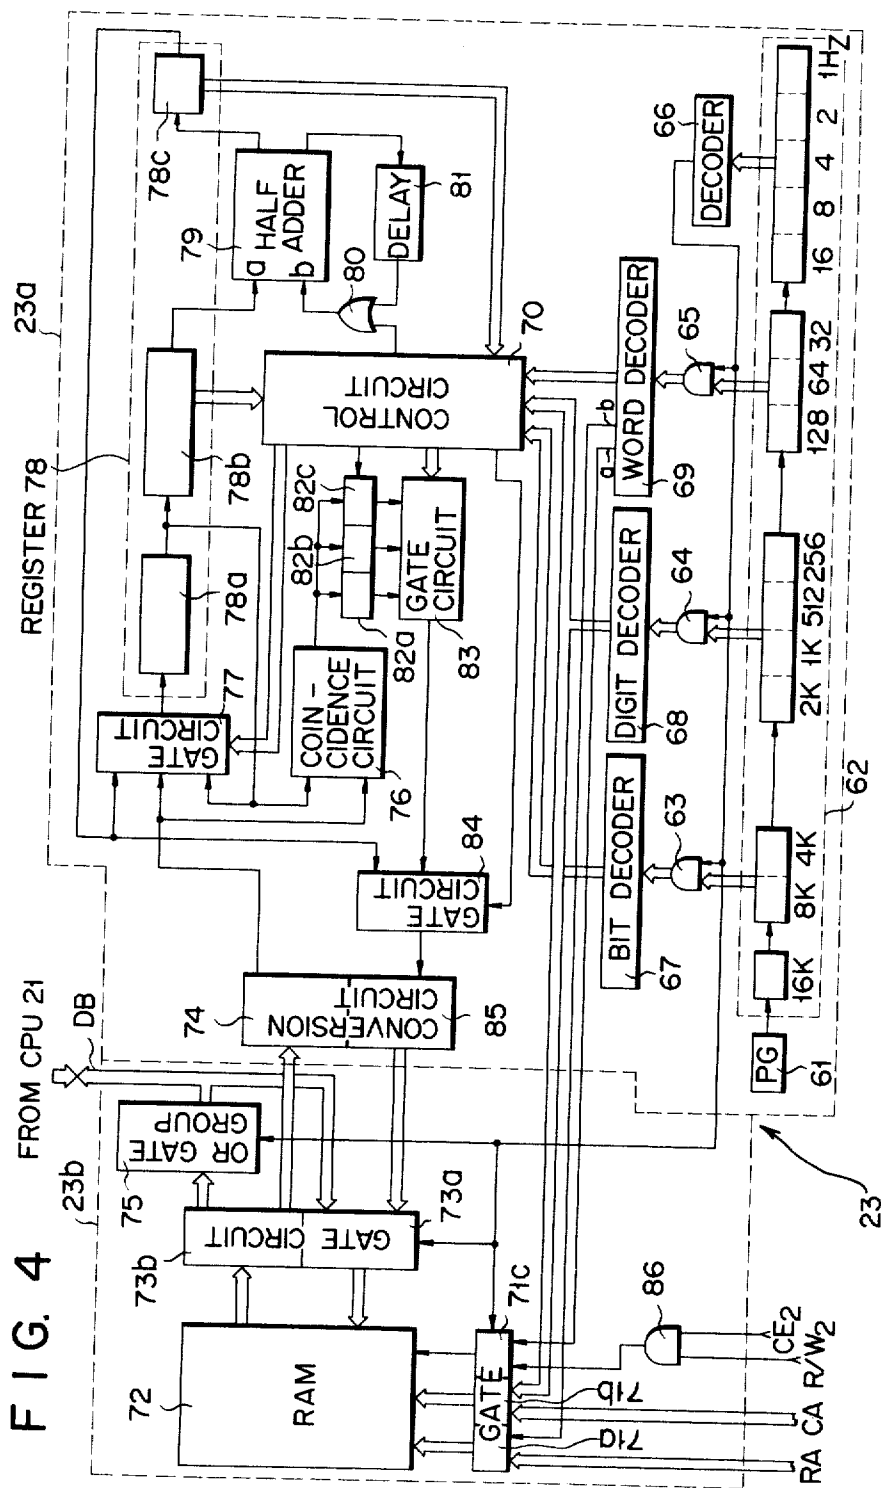 FIG. 4
FROM CPU 21
DB
23b
75
OR GATE
GROUP
73b
GATE CIRCUIT
73a
72
RAM
71C
GATE
71a
71b
86
RA
CA
R/W2
CE2
23
23a
REGISTER 78
78a
78b
78C
77
GATE
CIRCUIT
79
a HALF
ADDER
b
80
DELAY
81
COIN-
CIDENCE
CIRCUIT
76
82a
82b
82C
GATE
CIRCUIT
83
CONTROL
CIRCUIT
70
84
GATE
CIRCUIT
74
CONVERSION
CIRCUIT
85
BIT DECODER
67
DIGIT DECODER
68
a
b
WORD DECODER
69
63
64
65
66
DECODER
PG
61
16K
8K
4K
2K
1K
512
256
128
64
32
16
8
4
2
1HZ
62